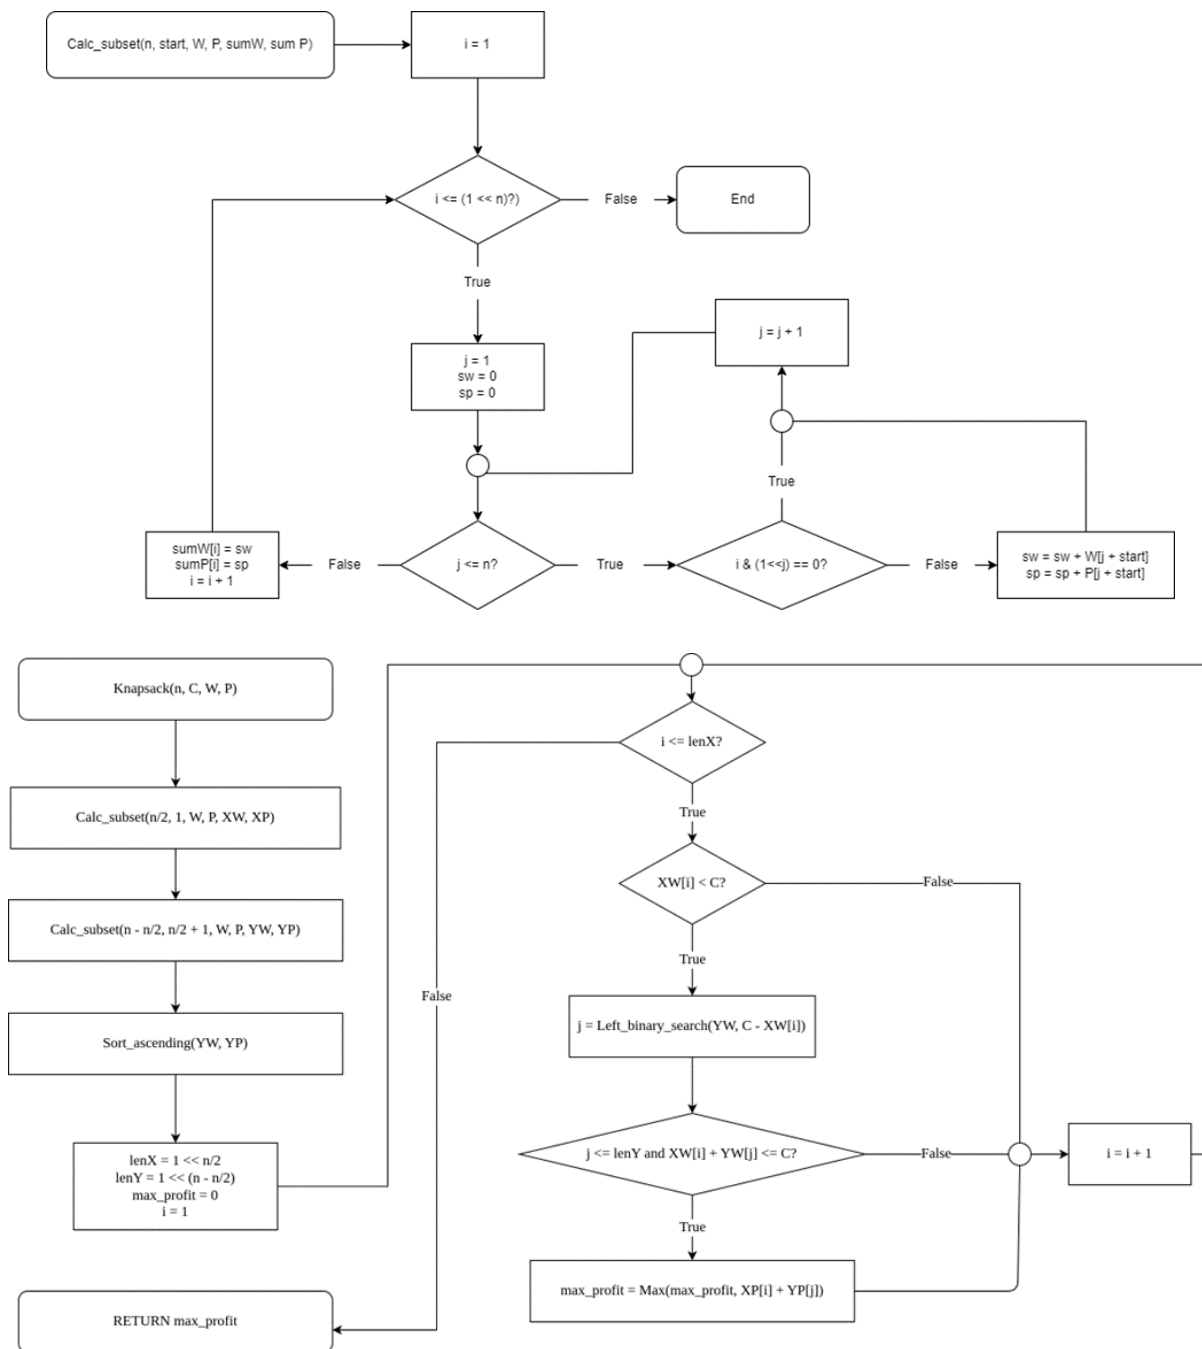 Calc_subset(n, start, W, P, sumW, sum P)
i = 1
i <= (1 << n)?)
False
End
True
j = 1
sw = 0
sp = 0
j = j + 1
True
sumW[i] = sw
sumP[i] = sp
i = i + 1
False
j <= n?
True
i & (1<<j) == 0?
False
sw = sw + W[j + start]
sp = sp + P[j + start]
Knapsack(n, C, W, P)
Calc_subset(n/2, 1, W, P, XW, XP)
Calc_subset(n - n/2, n/2 + 1, W, P, YW, YP)
Sort_ascending(YW, YP)
lenX = 1 << n/2
lenY = 1 << (n - n/2)
max_profit = 0
i = 1
i <= lenX?
True
False
XW[i] < C?
False
True
j = Left_binary_search(YW, C - XW[i])
j <= lenY and XW[i] + YW[j] <= C?
False
i = i + 1
True
max_profit = Max(max_profit, XP[i] + YP[j])
RETURN max_profit